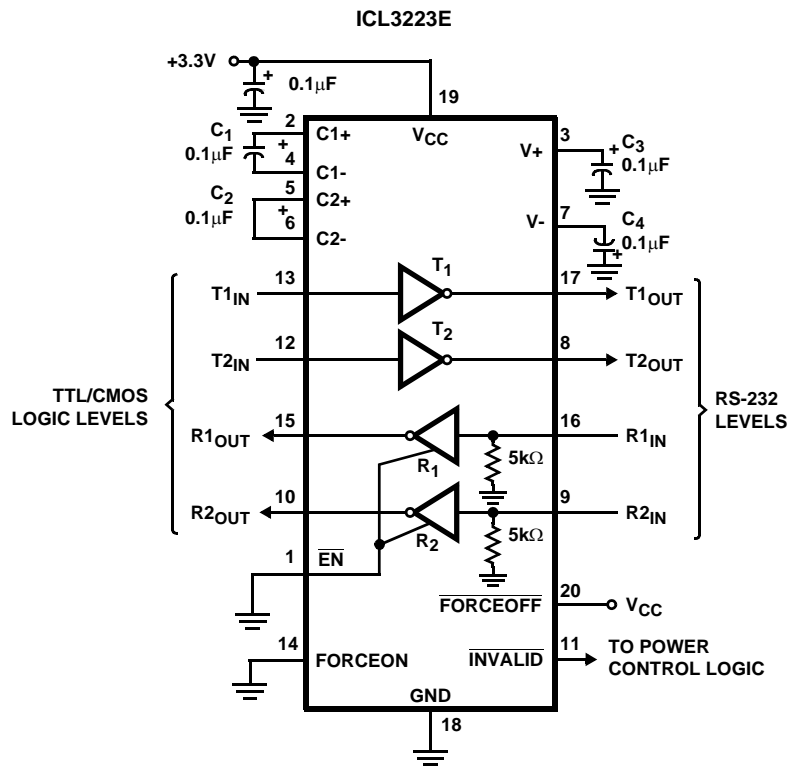 ICL3223E
+3.3V
+
0.1μF
19
2
C1+
VCC
3
C1
0.1μF
+
4
C1-
V+
+
C3
0.1μF
C2
0.1μF
5
C2+
+
6
C2-
V-
7
C4
0.1μF
+
T1
T1IN
13
17
T1OUT
T2
T2IN
12
8
T2OUT
TTL/CMOS
LOGIC LEVELS
RS-232
LEVELS
R1OUT
15
16
R1IN
R1
5kΩ
R2OUT
10
9
R2IN
R2
5kΩ
1
E̅N̅
F̅O̅R̅C̅E̅O̅F̅F̅
20
VCC
14
FORCEON
I̅N̅V̅A̅L̅I̅D̅
11
TO POWER
CONTROL LOGIC
GND
18